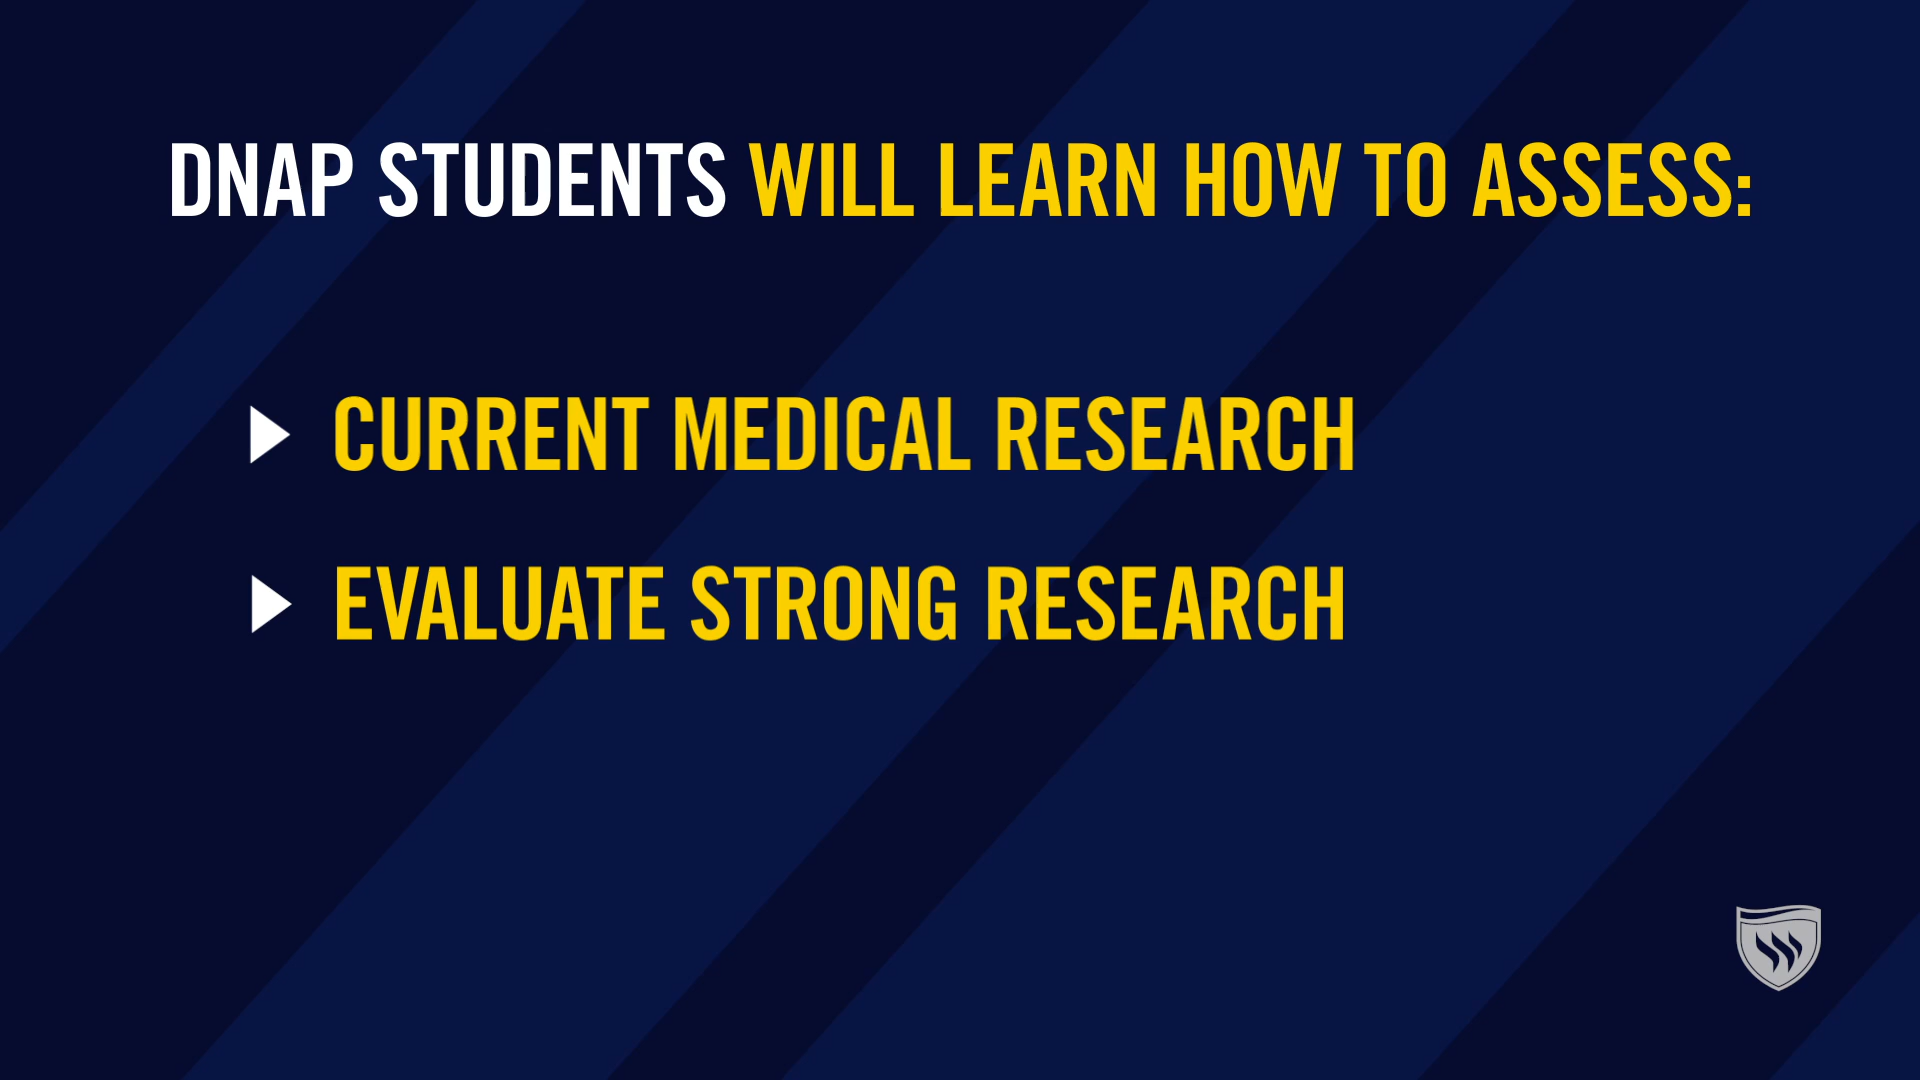 DNAP STUDENTS WILL LEARN HOW TO ASSESS:
CURRENT MEDICAL RESEARCH
EVALUATE STRONG RESEARCH